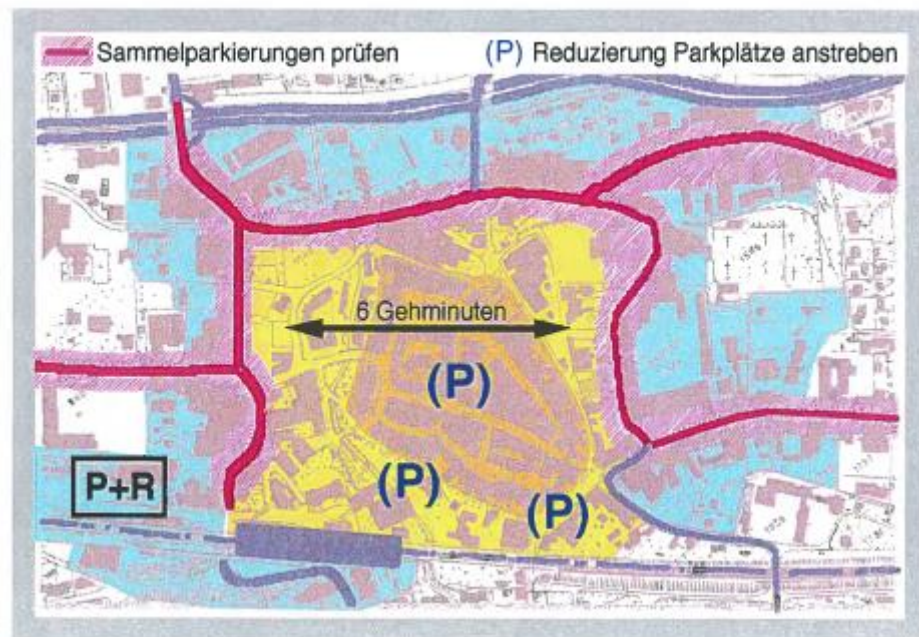 Sammelparkierungen prüfen
(P) Reduzierung Parkplätze anstreben
6 Gehminuten
(P)
(P)
(P)
P+R